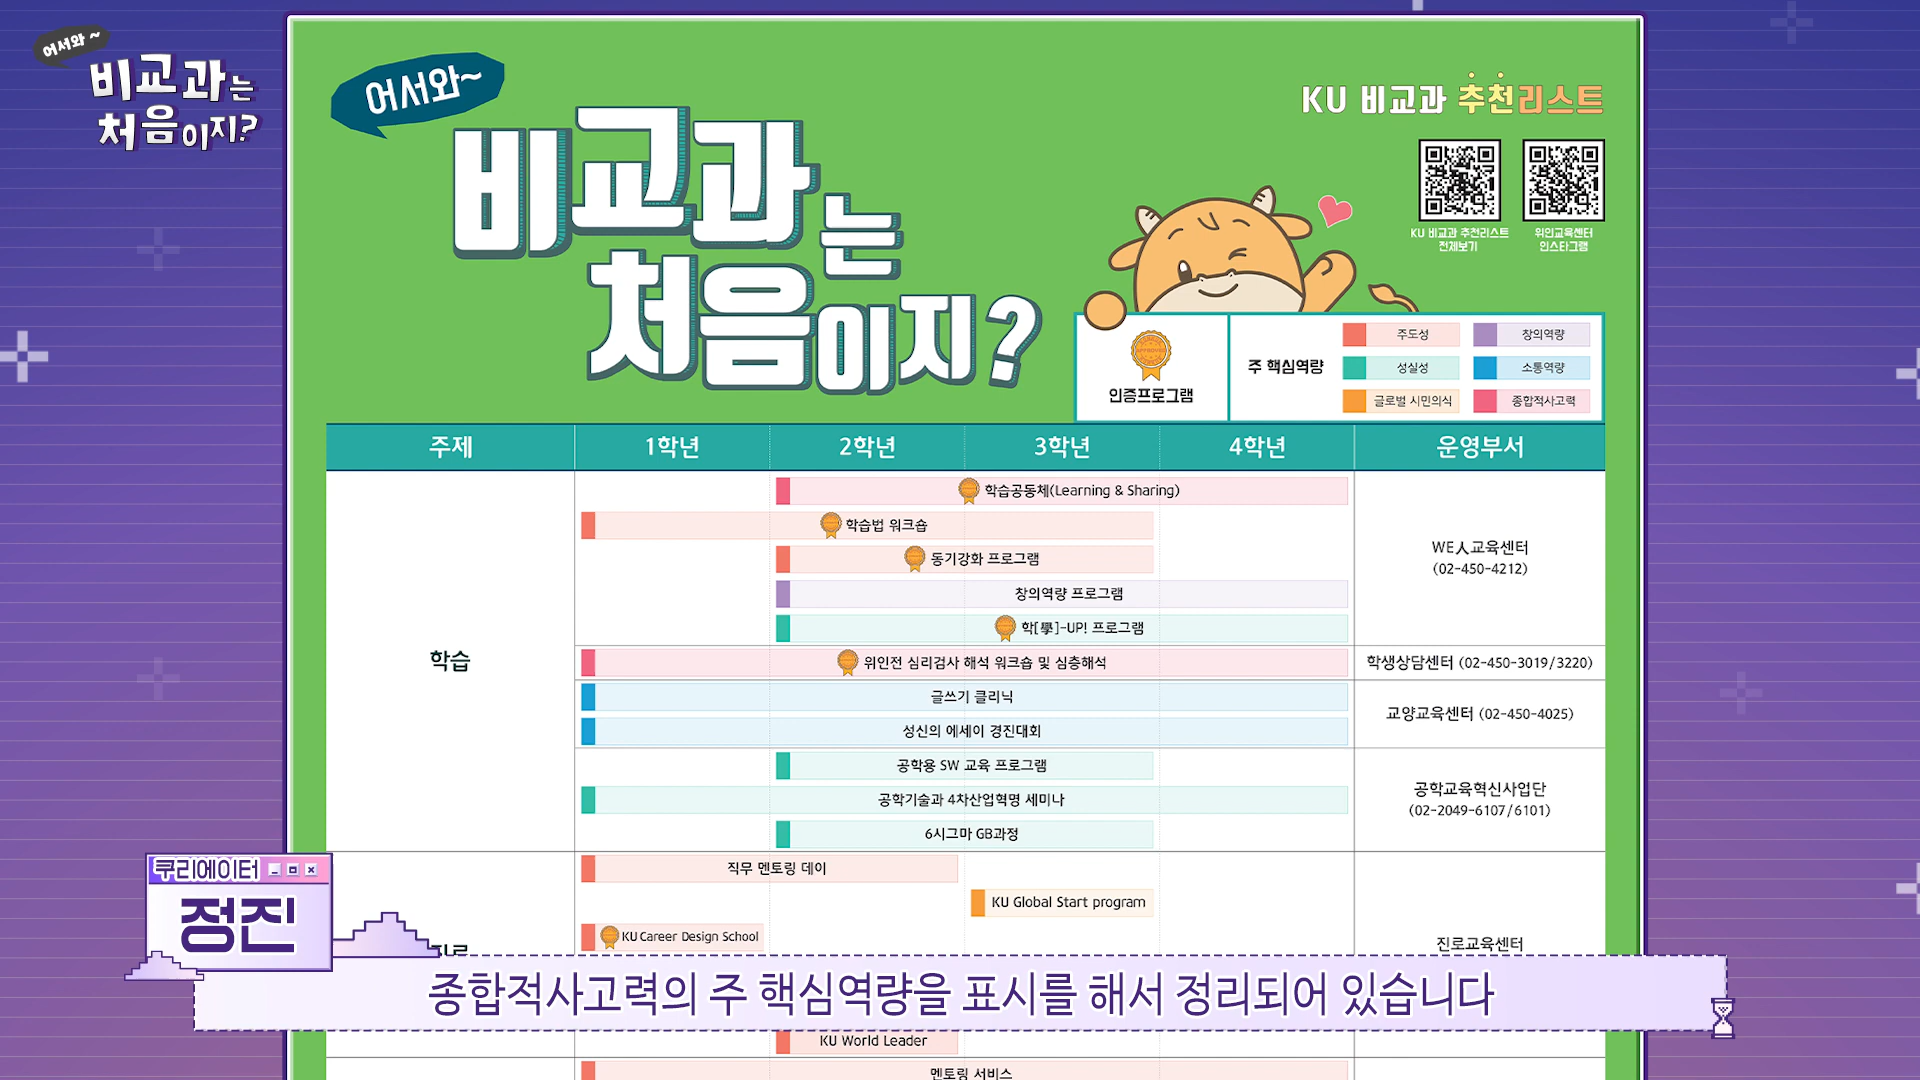 어서와~
비교과는
처음이지?
어서와~
비교과는
처음이지?
KU 비교과 추천리스트
KU 비교과 추천리스트
전체보기
위인교육센터
인스타그램
인증프로그램
주 핵심역량
주도성
창의역량
성실성
소통역량
글로벌 시민의식
종합적사고력
주제
1학년
2학년
3학년
4학년
운영부서
학습
학습공동체(Learning & Sharing)
학습법 워크숍
동기강화 프로그램
창의역량 프로그램
학[學]-UP! 프로그램
WE人교육센터
(02-450-4212)
위인전 심리검사 해석 워크숍 및 심층해석
학생상담센터 (02-450-3019/3220)
글쓰기 클리닉
성신의 에세이 경진대회
교양교육센터 (02-450-4025)
공학용 SW 교육 프로그램
공학기술과 4차산업혁명 세미나
6시그마 GB과정
공학교육혁신사업단
(02-2049-6107/6101)
직무 멘토링 데이
KU Global Start program
KU Career Design School
진로교육센터
쿠리에이터
정진
종합적사고력의 주 핵심역량을 표시를 해서 정리되어 있습니다
KU World Leader
멘토링 서비스